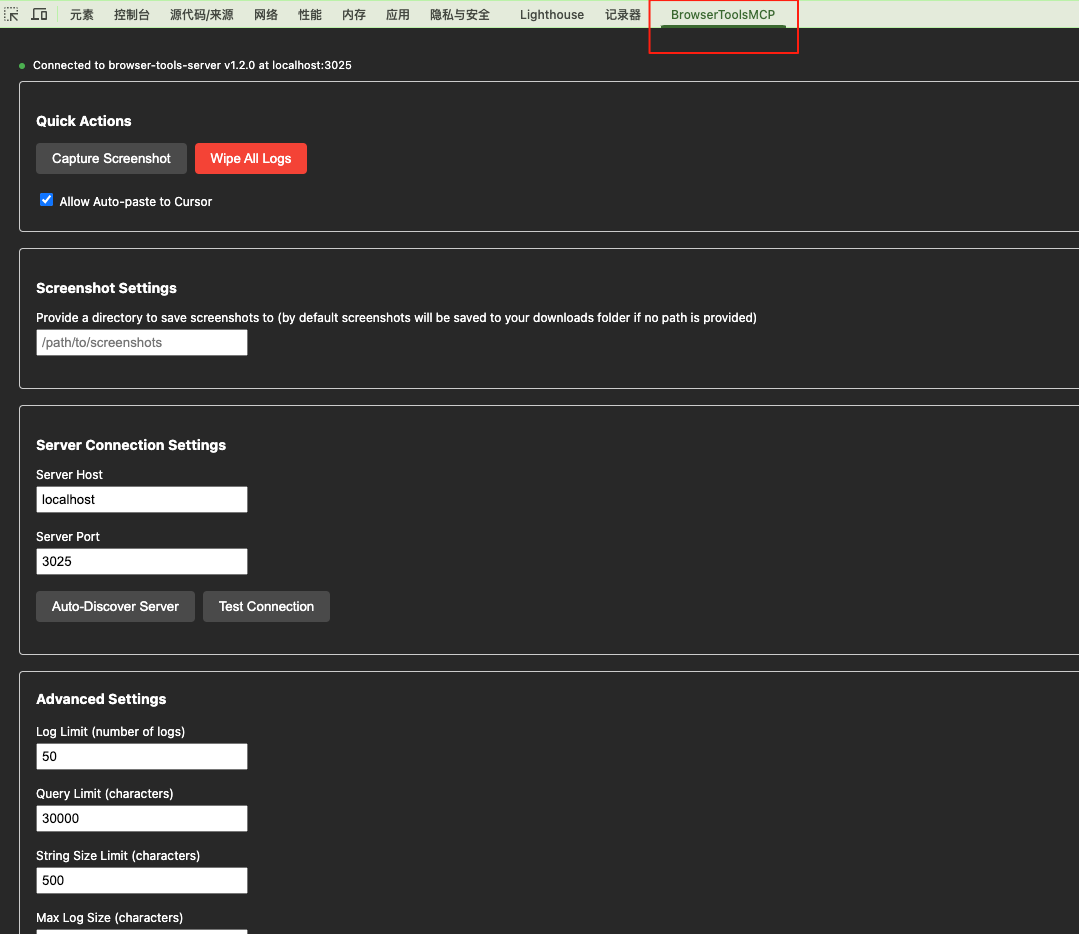 元素 控制台 源代码/来源 网络 性能 内存 应用 隐私与安全 Lighthouse 记录器 BrowserToolsMCP
Connected to browser-tools-server v1.2.0 at localhost:3025
Quick Actions
Capture Screenshot Wipe All Logs
Allow Auto-paste to Cursor
Screenshot Settings
Provide a directory to save screenshots to (by default screenshots will be saved to your downloads folder if no path is provided)
/path/to/screenshots
Server Connection Settings
Server Host
localhost
Server Port
3025
Auto-Discover Server Test Connection
Advanced Settings
Log Limit (number of logs)
50
Query Limit (characters)
30000
String Size Limit (characters)
500
Max Log Size (characters)